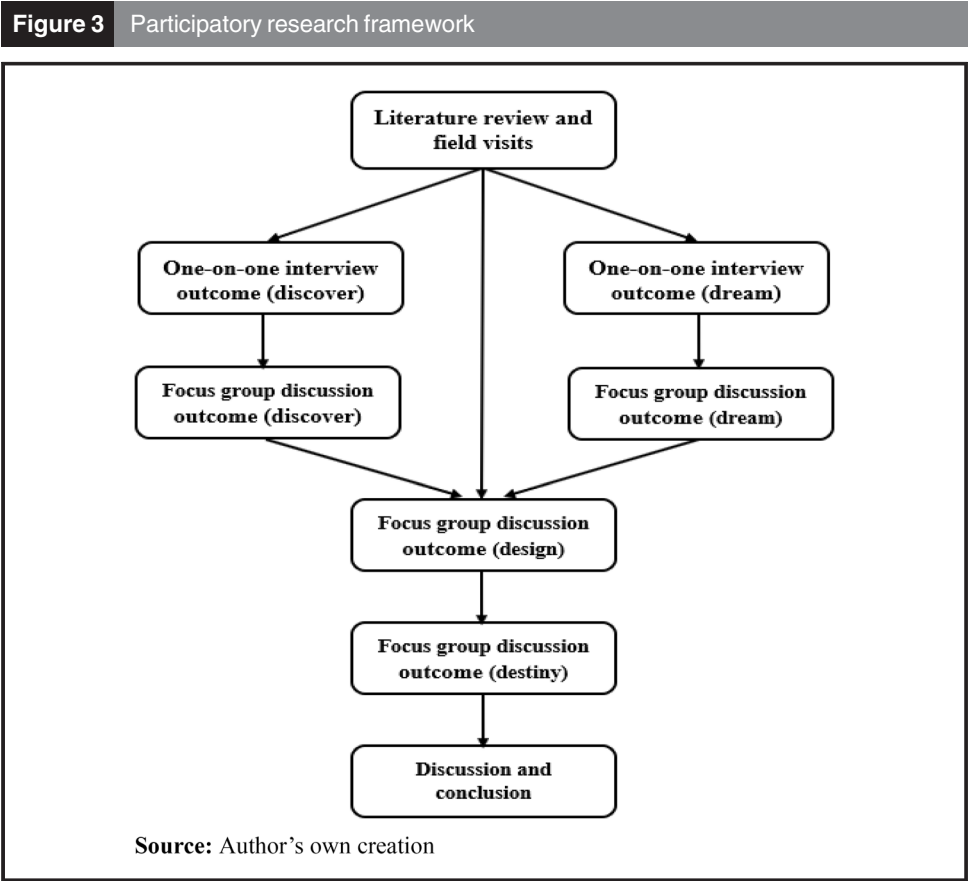 Figure 3 Participatory research framework
Literature review and
field visits
One-on-one interview
outcome (discover)
One-on-one interview
outcome (dream)
Focus group discussion
outcome (discover)
Focus group discussion
outcome (dream)
Focus group discussion
outcome (design)
Focus group discussion
outcome (destiny)
Discussion and
conclusion
Source: Author’s own creation